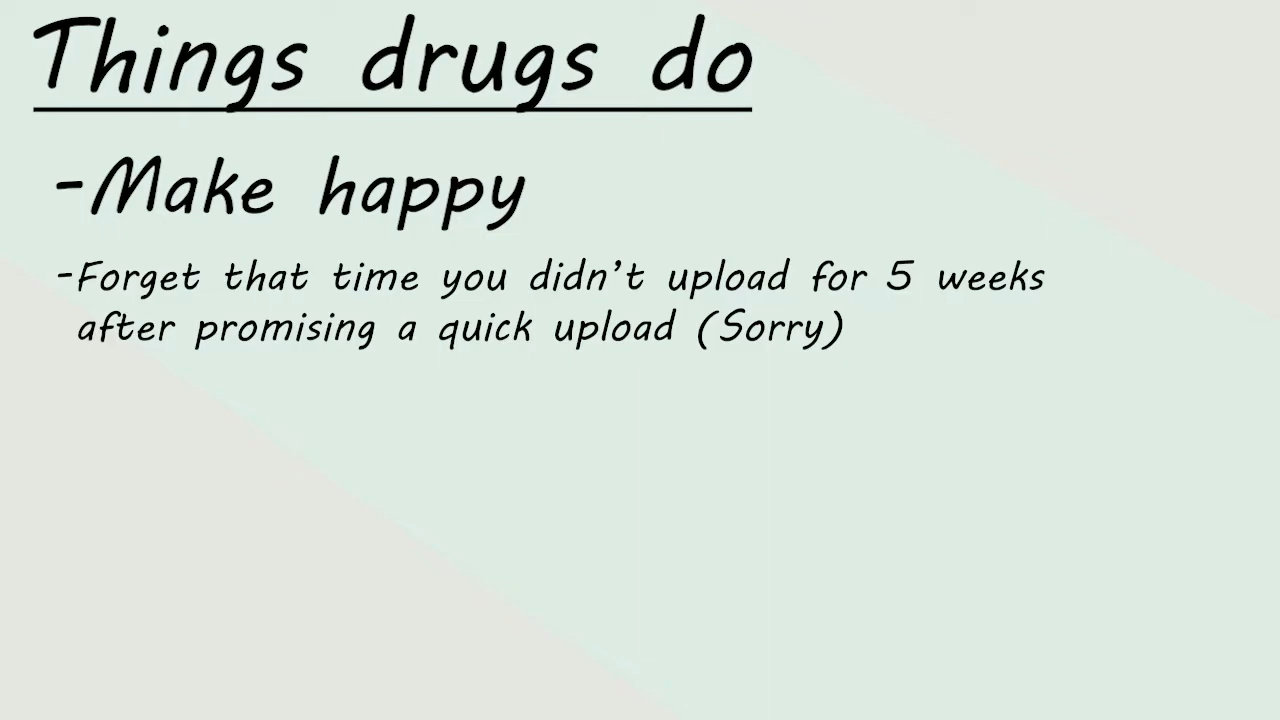 Things drugs do
-Make happy
-Forget that time you didn't upload for 5 weeks
after promising a quick upload (Sorry)